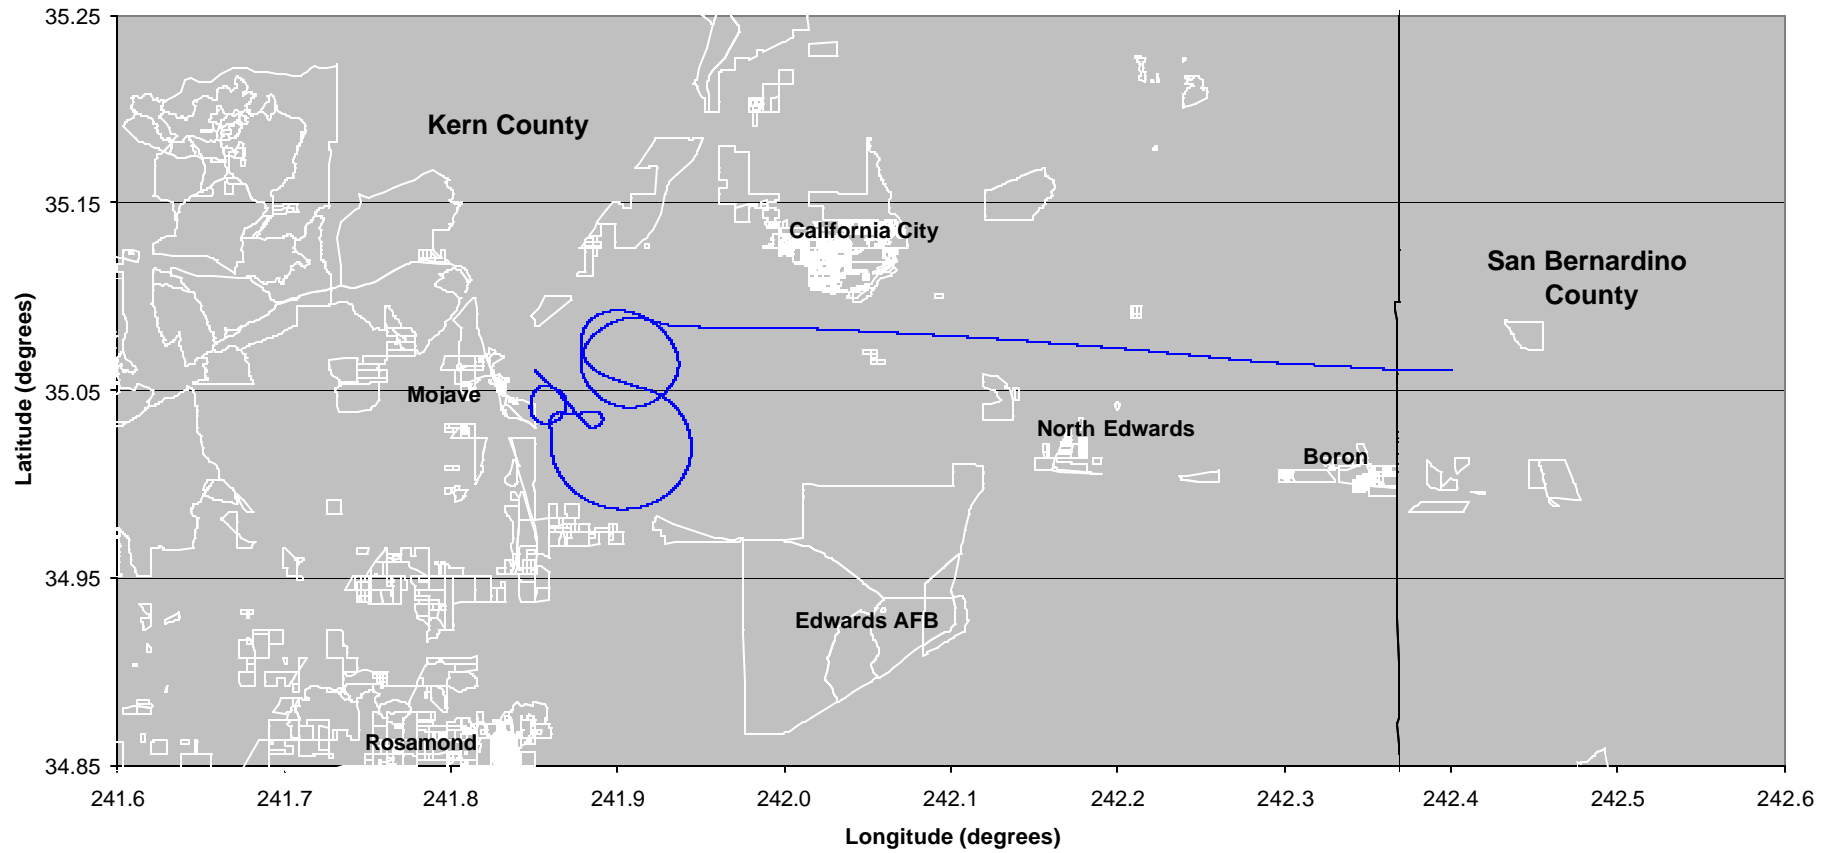 35.25
Kern County
35.15
California City
San Bernardino
County
Latitude (degrees)
35.05
Mojave
North Edwards
Boron
34.95
Edwards AFB
Rosamond
34.85
241.6 241.7 241.8 241.9 242.0 242.1 242.2 242.3 242.4 242.5 242.6
Longitude (degrees)